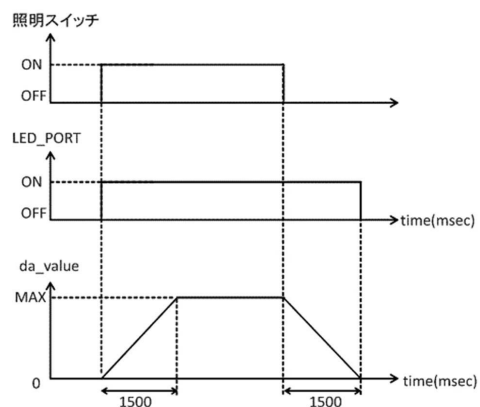 照明スイッチ
ON
OFF
LED_PORT
ON
OFF
time(msec)
da_value
MAX
0
time(msec)
1500
1500